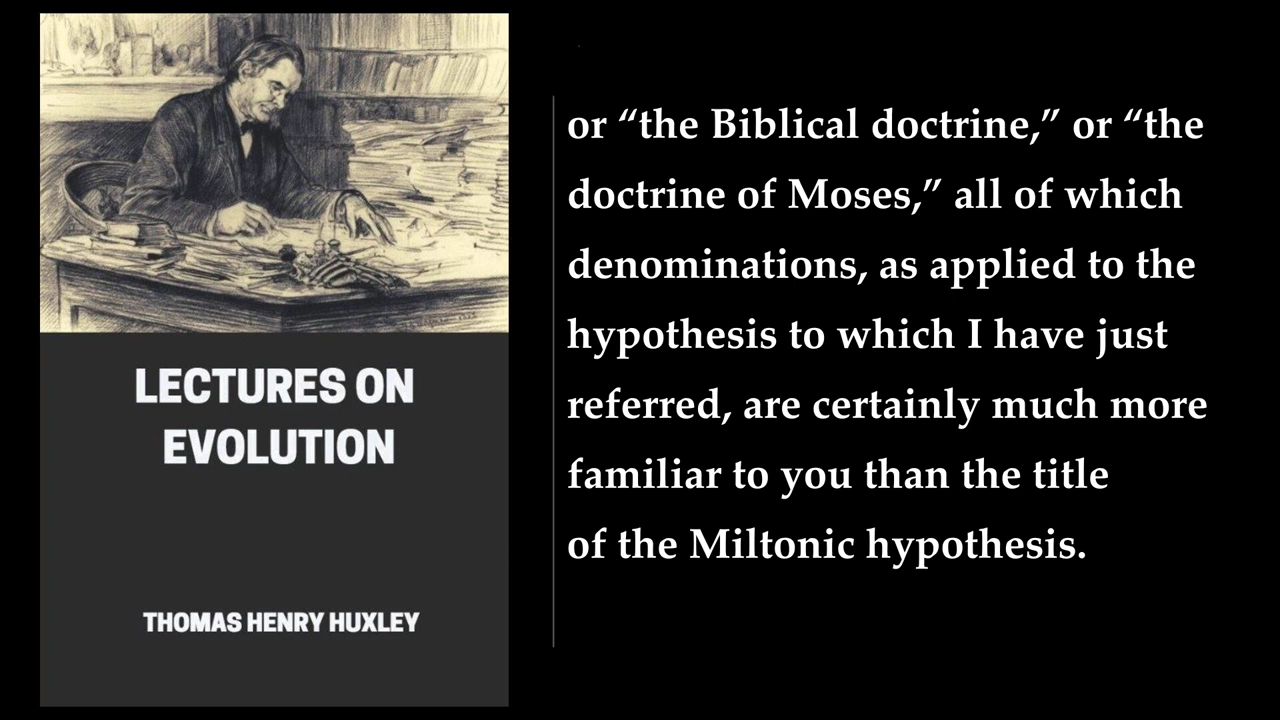 LECTURES ON
EVOLUTION
THOMAS HENRY HUXLEY
or “the Biblical doctrine,” or “the
doctrine of Moses,” all of which
denominations, as applied to the
hypothesis to which I have just
referred, are certainly much more
familiar to you than the title
of the Miltonic hypothesis.